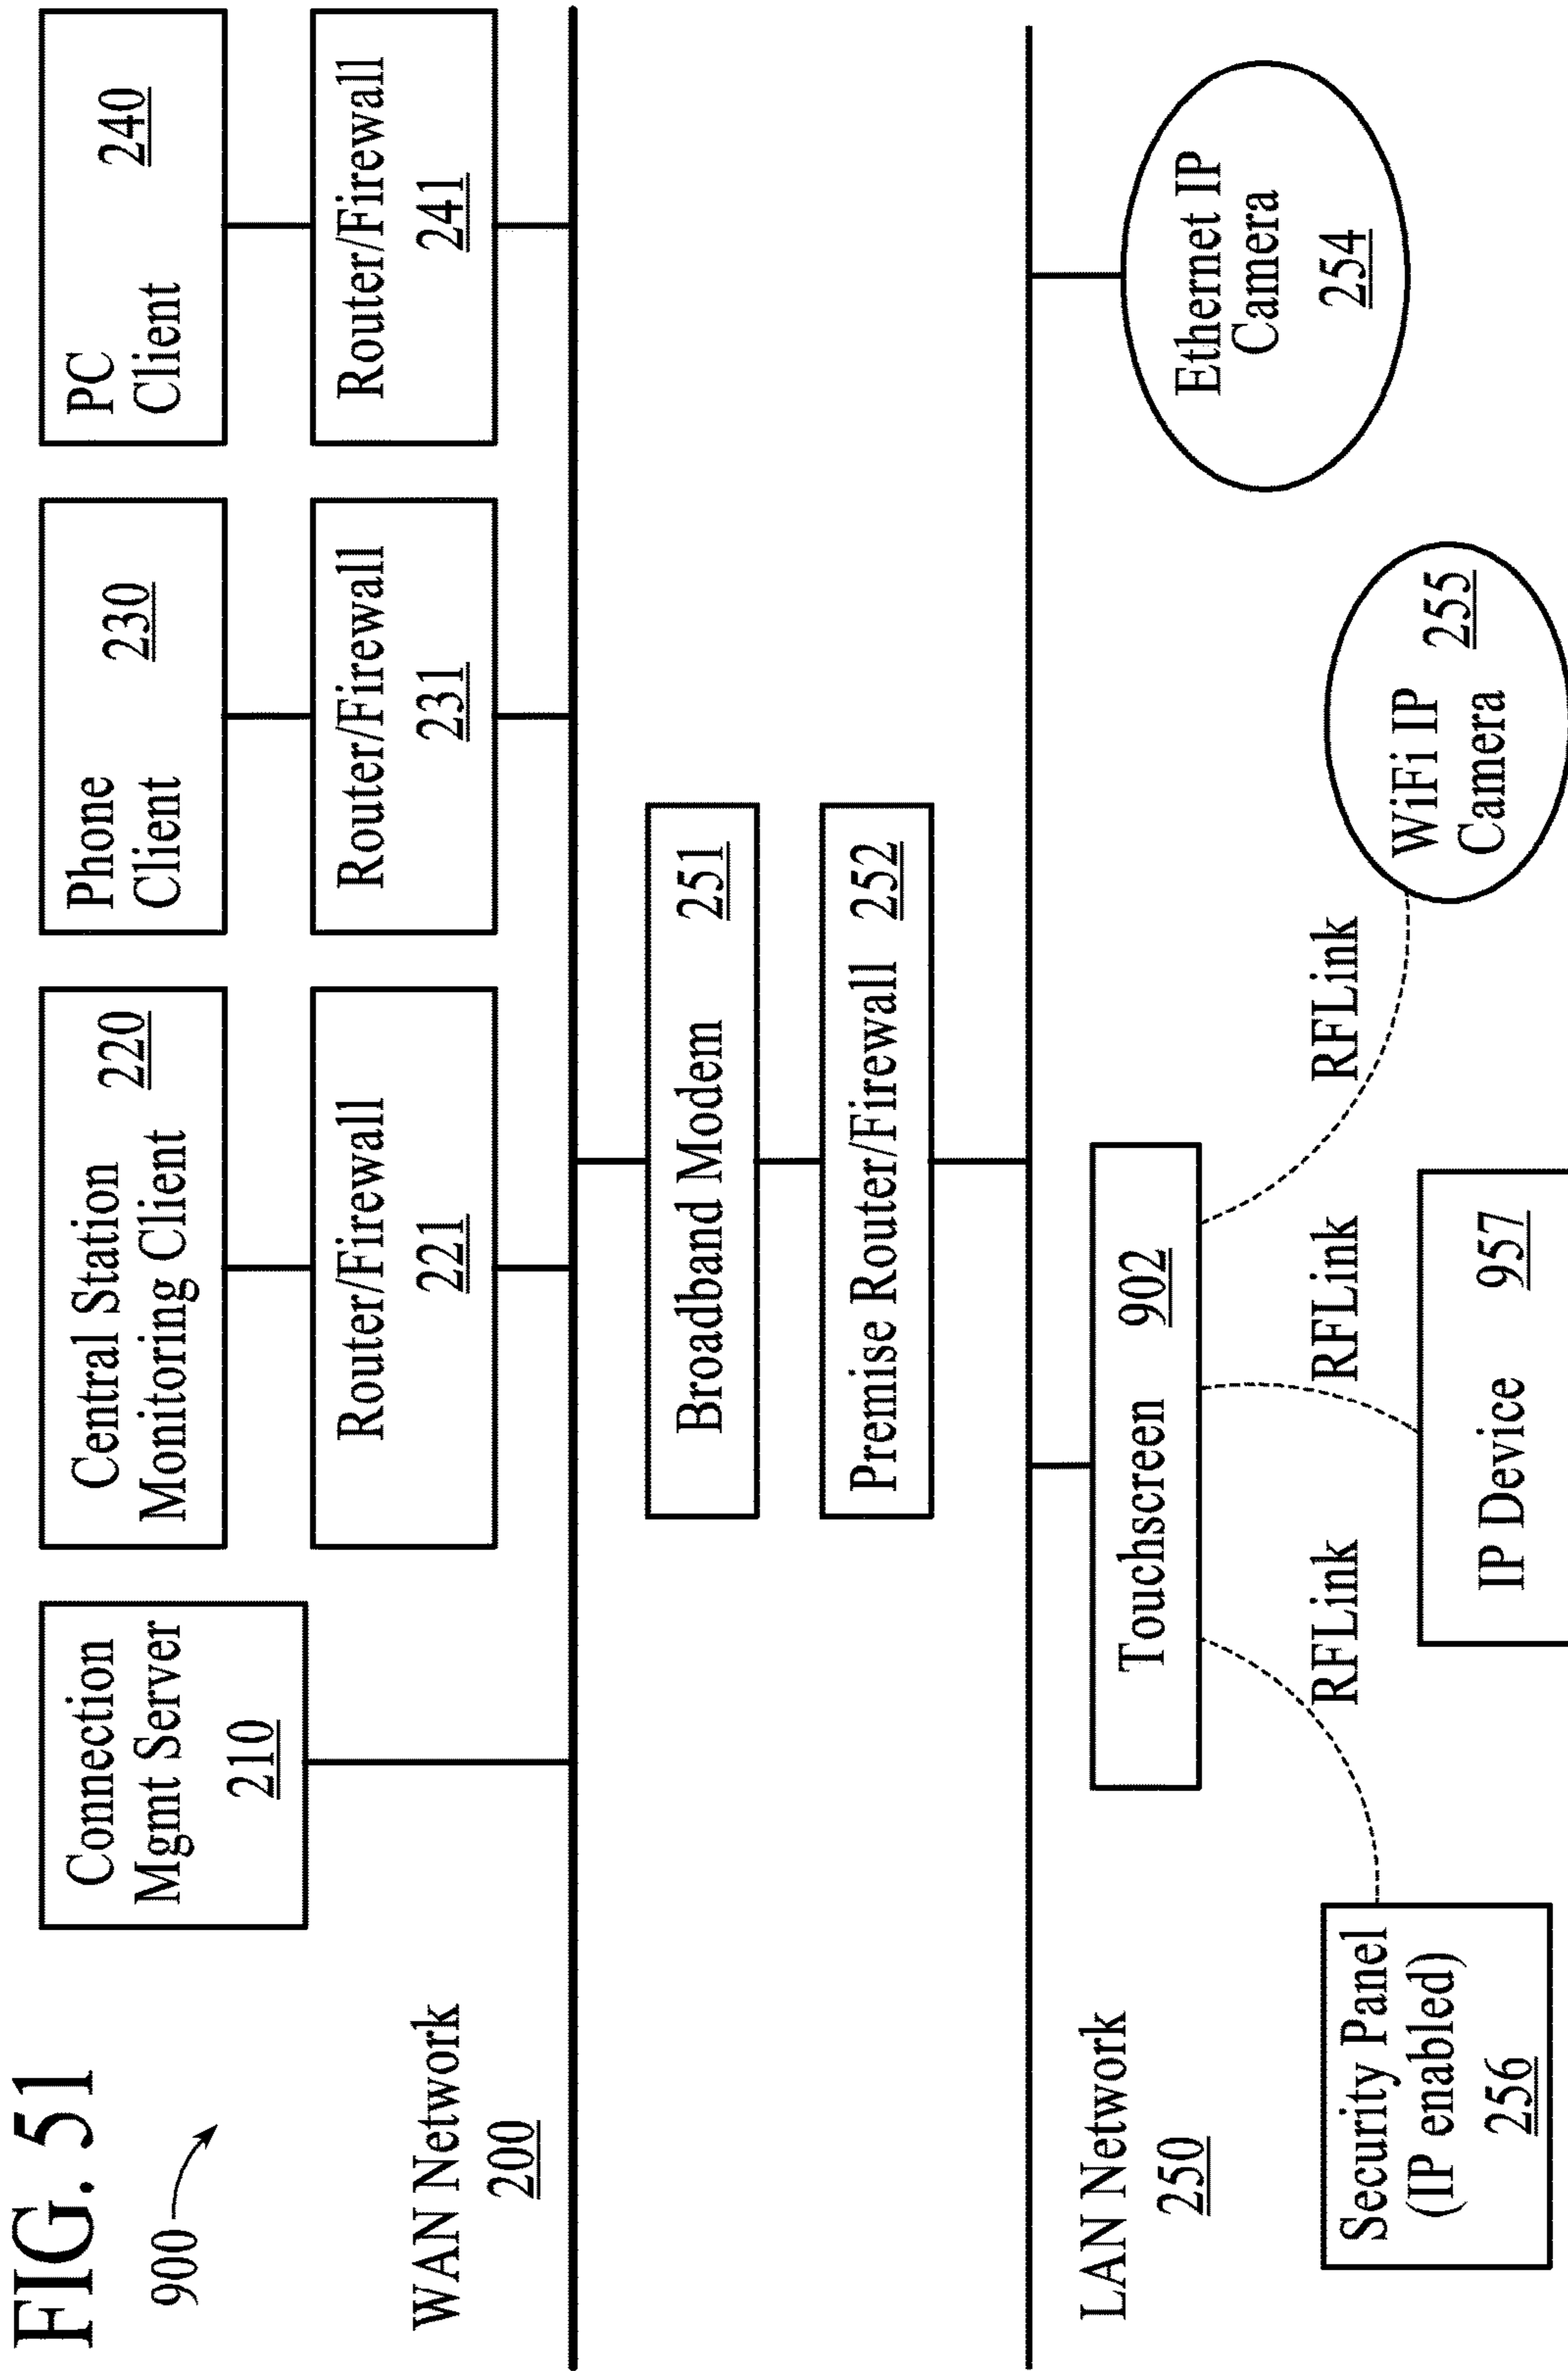 FIG. 51
900
Connection
Mgmt Server
210
Central Station
Monitoring Client
220
Phone
Client
230
PC
Client
240
Router/Firewall
221
Router/Firewall
231
Router/Firewall
241
WAN Network
200
Broadband Modem 251
Premise Router/Firewall 252
LAN Network
250
Touchscreen 902
Ethernet IP
Camera
254
RFLink
RFLink
RFLink
Security Panel
(IP enabled)
256
IP Device 957
WiFi IP
Camera
255